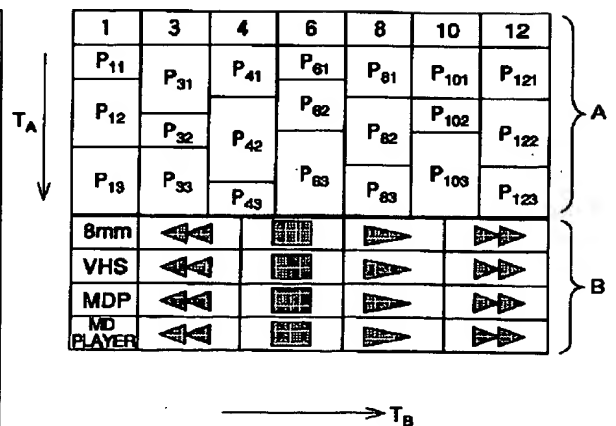 1 3 4 6 8 10 12
P11 P31 P41 P61 P81 P101 P121
P12 P32 P42 P62 P82 P102 P122
P13 P33 P43 P63 P83 P103 P123
TA
A
8mm
VHS
MDP
MD
PLAYER
B
TB